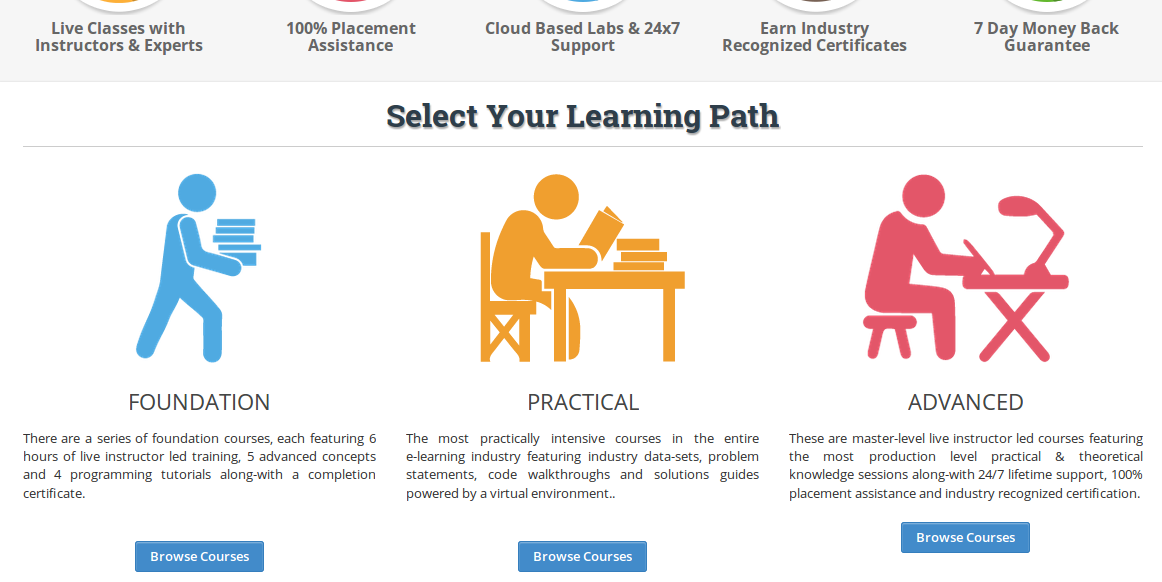 Live Classes with
Instructors & Experts
100% Placement
Assistance
Cloud Based Labs & 24x7
Support
Earn Industry
Recognized Certificates
7 Day Money Back
Guarantee
Select Your Learning Path
FOUNDATION
There are a series of foundation courses, each featuring 6
hours of live instructor led training, 5 advanced concepts
and 4 programming tutorials along-with a completion
certificate.
Browse Courses
PRACTICAL
The most practically intensive courses in the entire
e-learning industry featuring industry data-sets, problem
statements, code walkthroughs and solutions guides
powered by a virtual environment..
Browse Courses
ADVANCED
These are master-level live instructor led courses featuring
the most production level practical & theoretical
knowledge sessions along-with 24/7 lifetime support, 100%
placement assistance and industry recognized certification.
Browse Courses